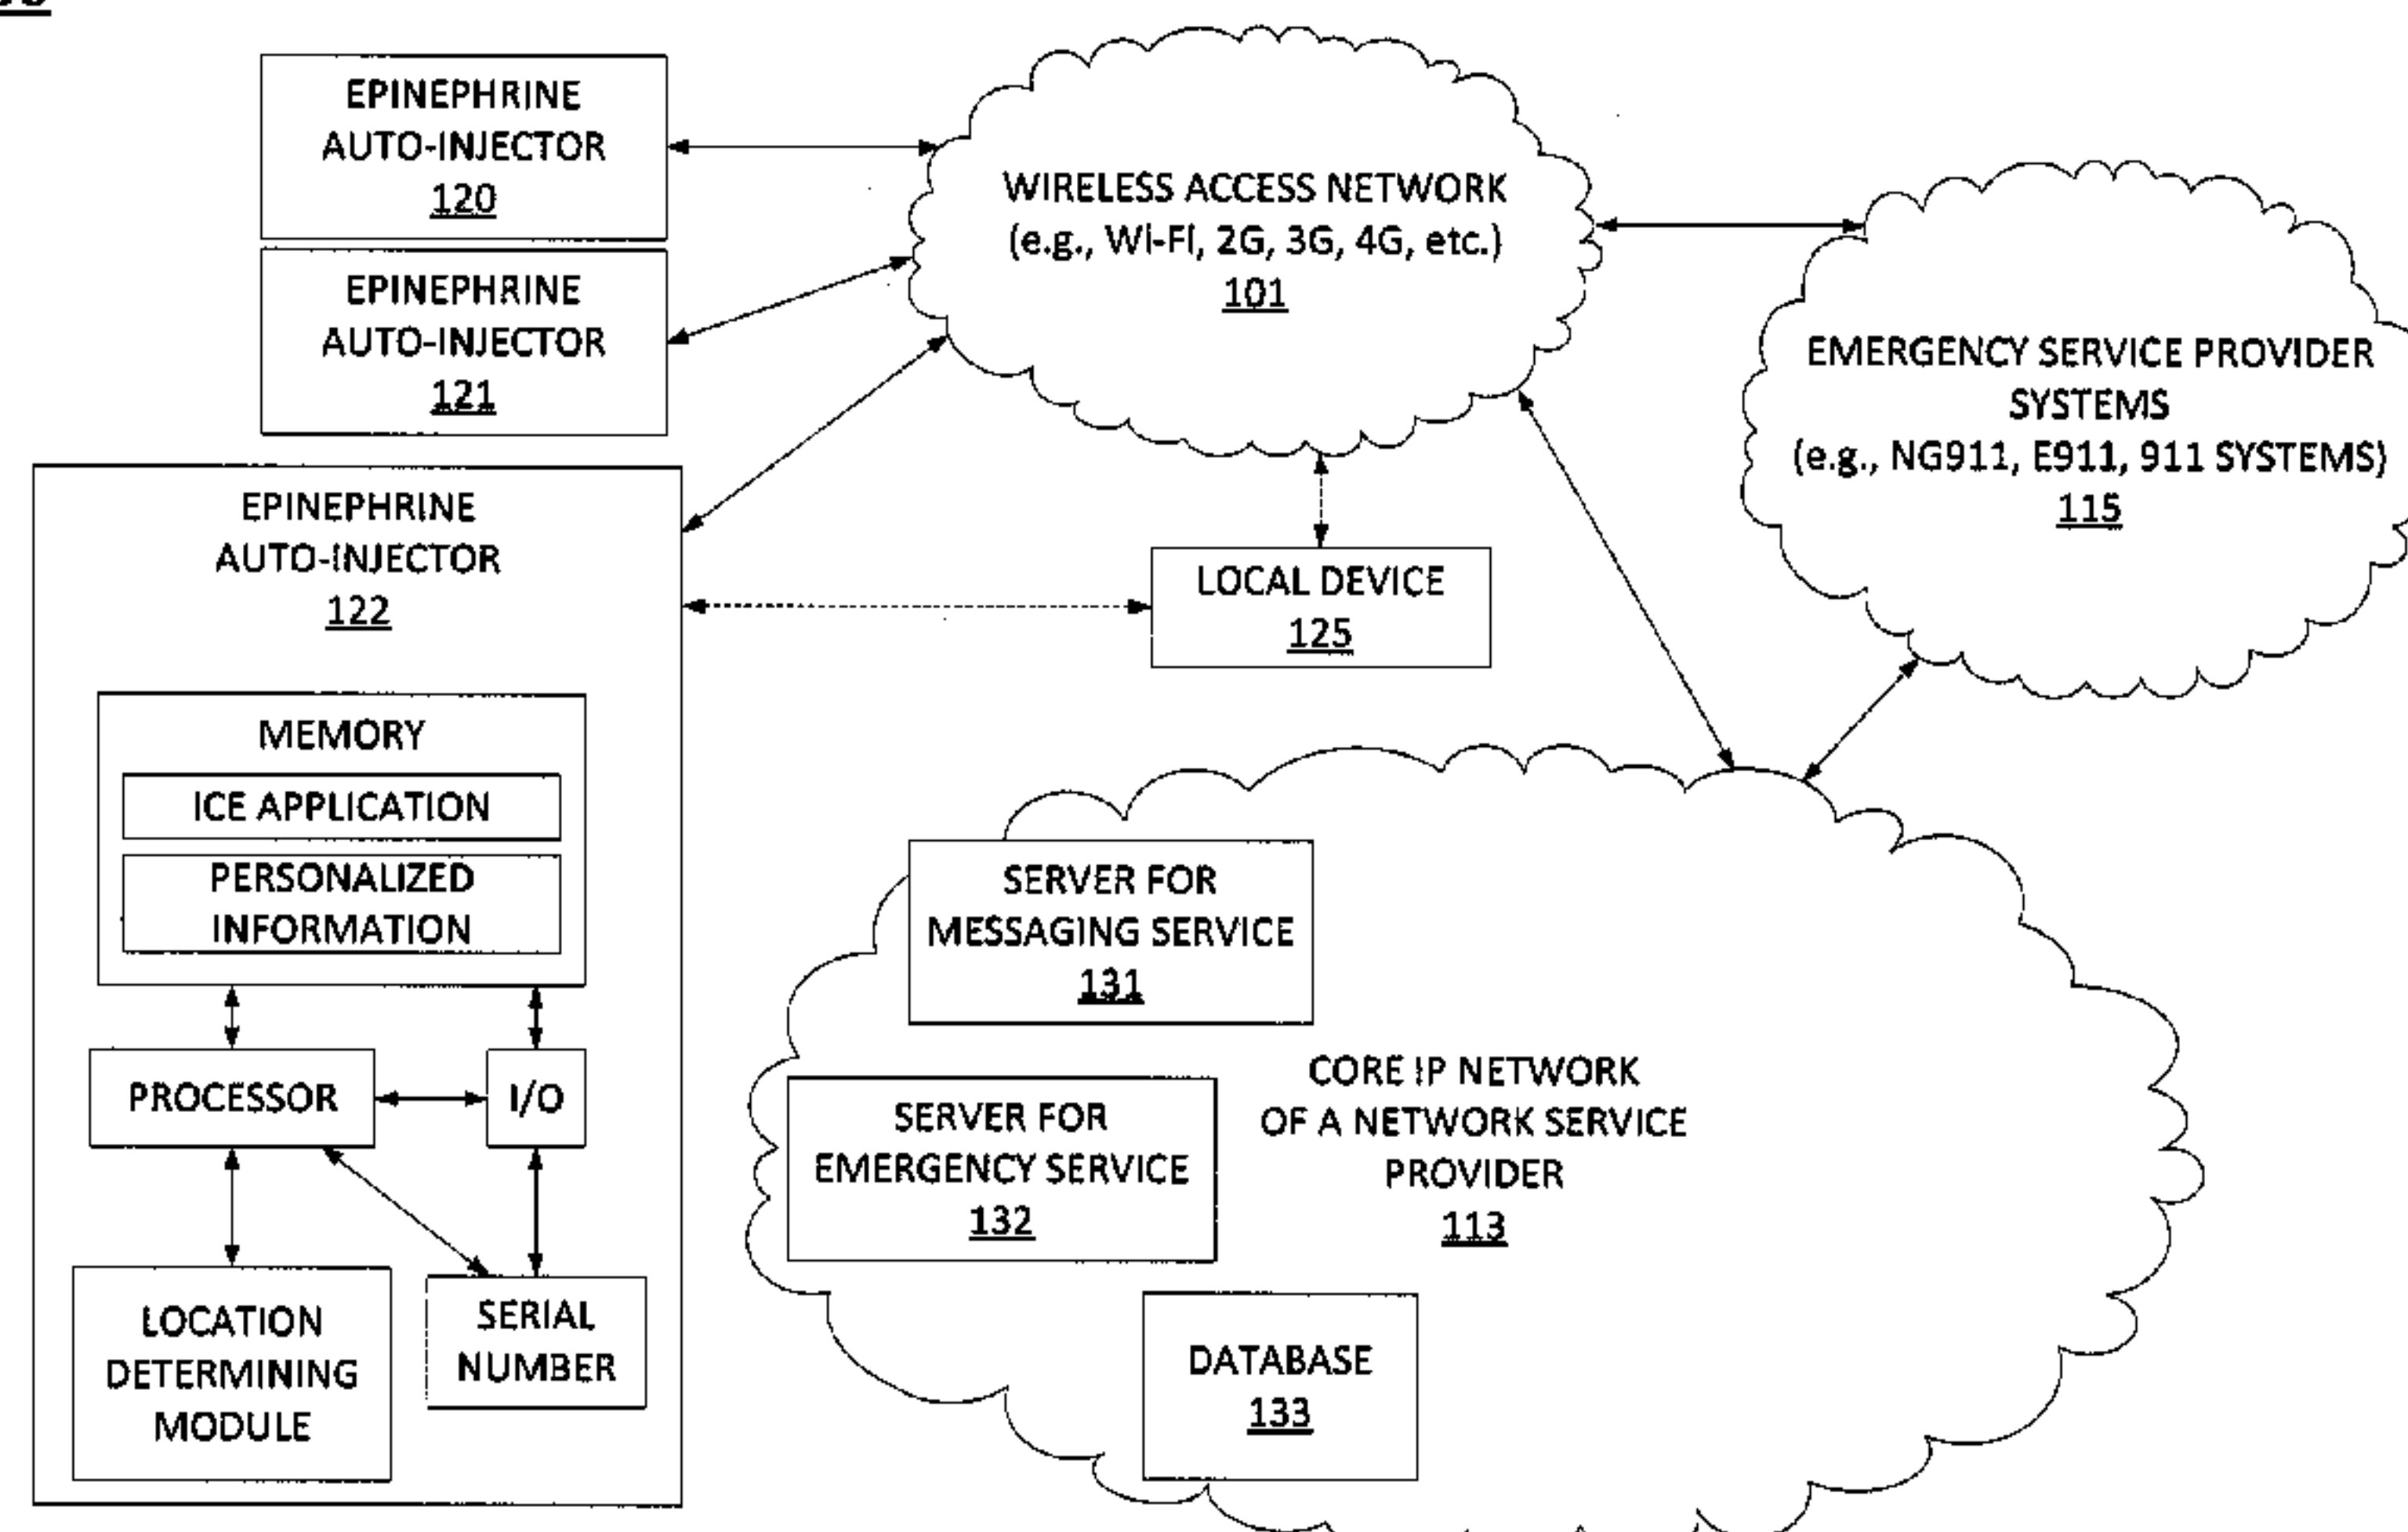 EPINEPHRINE
AUTO-INJECTOR
120
EPINEPHRINE
AUTO-INJECTOR
121
WIRELESS ACCESS NETWORK
(e.g., WI-FI, 2G, 3G, 4G, etc.)
101
EMERGENCY SERVICE PROVIDER
SYSTEMS
(e.g., NG911, E911, 911 SYSTEMS)
115
EPINEPHRINE
AUTO-INJECTOR
122
LOCAL DEVICE
125
MEMORY
ICE APPLICATION
PERSONALIZED
INFORMATION
PROCESSOR
I/O
LOCATION
DETERMINING
MODULE
SERIAL
NUMBER
SERVER FOR
MESSAGING SERVICE
131
SERVER FOR
EMERGENCY SERVICE
132
CORE IP NETWORK
OF A NETWORK SERVICE
PROVIDER
113
DATABASE
133